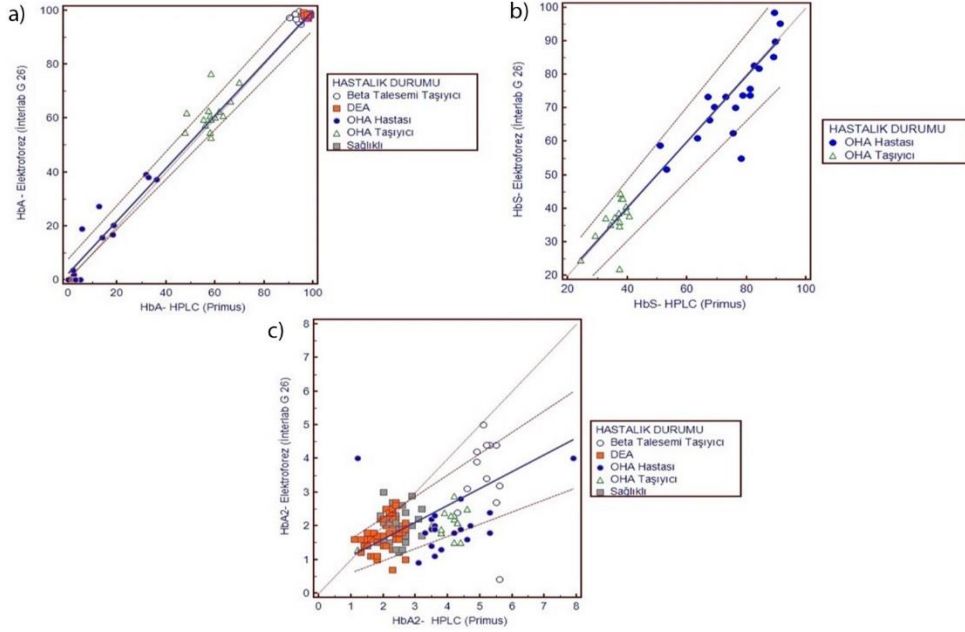 a)
HbA - Elektroforez (İnterlab G 26)
100
80
60
40
20
0
0 20 40 60 80 100
HbA- HPLC (Primus)
HASTALIK DURUMU
Beta Talesemi Taşıyıcı
DEA
OHA Hastası
OHA Taşıyıcı
Sağlıklı
b)
HbS- Elektroforez (İnterlab G 26)
100
90
80
70
60
50
40
30
20
20 40 60 80 100
HbS- HPLC (Primus)
HASTALIK DURUMU
OHA Hastası
OHA Taşıyıcı
c)
HbA2- Elektroforez (İnterlab G 26)
8
7
6
5
4
3
2
1
0
0 1 2 3 4 5 6 7 8
HbA2- HPLC (Primus)
HASTALIK DURUMU
Beta Talesemi Taşıyıcı
DEA
OHA Hastası
OHA Taşıyıcı
Sağlıklı